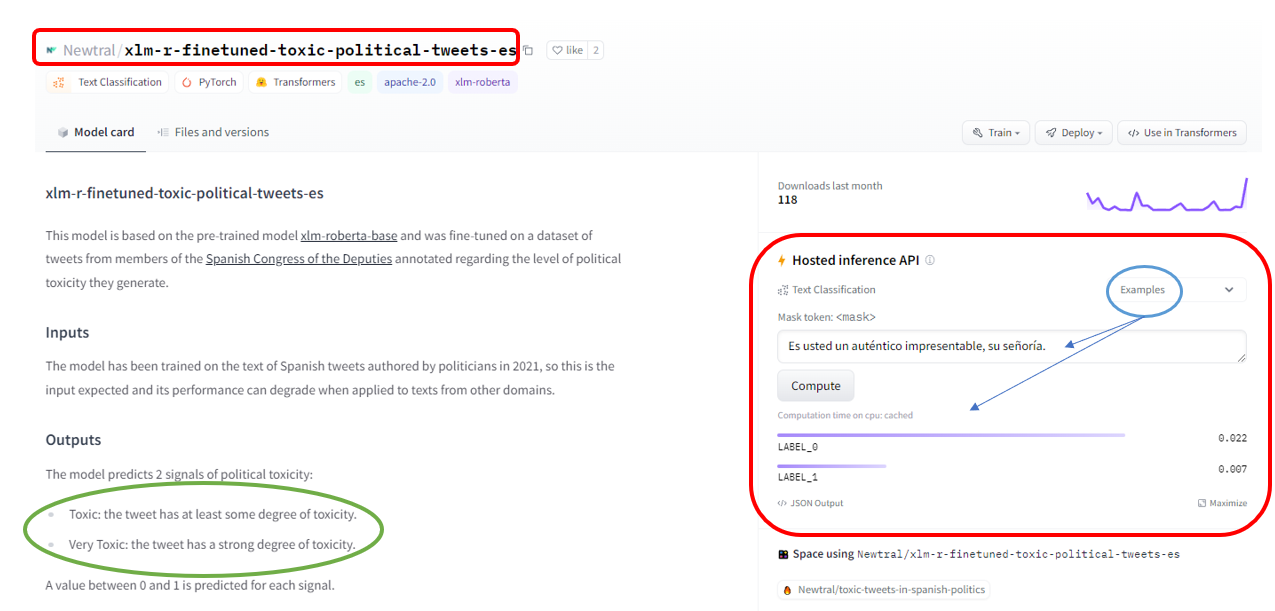 Newtral/xlm-r-finetuned-toxic-political-tweets-es like 2
Text Classification PyTorch Transformers es apache-2.0 xlm-roberta
Model card Files and versions Train Deploy </> Use in Transformers
xlm-r-finetuned-toxic-political-tweets-es
This model is based on the pre-trained model xlm-roberta-base and was fine-tuned on a dataset of
tweets from members of the Spanish Congress of the Deputies annotated regarding the level of political
toxicity they generate.
Inputs
The model has been trained on the text of Spanish tweets authored by politicians in 2021, so this is the
input expected and its performance can degrade when applied to texts from other domains.
Outputs
The model predicts 2 signals of political toxicity:
Toxic: the tweet has at least some degree of toxicity.
Very Toxic: the tweet has a strong degree of toxicity.
A value between 0 and 1 is predicted for each signal.
Downloads last month
118
Hosted inference API
Text Classification Examples
Mask token: <mask>
Es usted un auténtico impresentable, su señoría.
Compute
Computation time on cpu: cached
0.022
LABEL_0
0.007
LABEL_1
</> JSON Output Maximize
Space using Newtral/xlm-r-finetuned-toxic-political-tweets-es
Newtral/toxic-tweets-in-spanish-politics